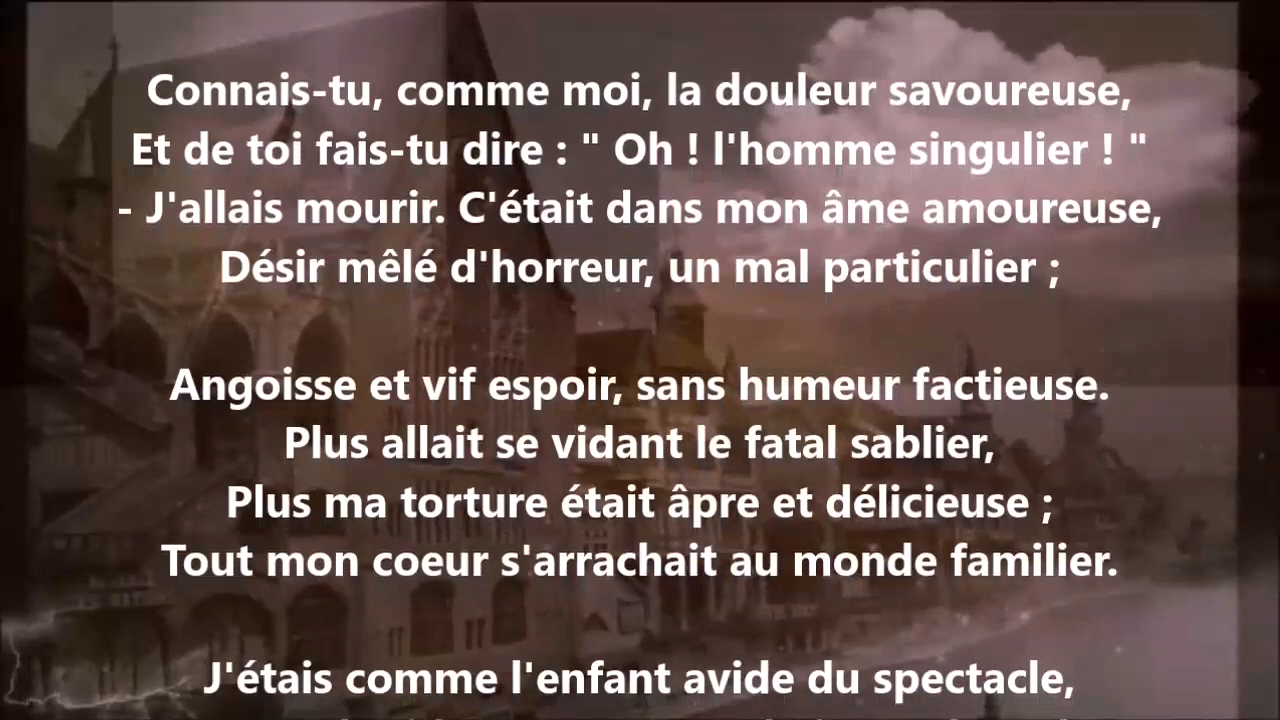 Connais-tu, comme moi, la douleur savoureuse,
Et de toi fais-tu dire : " Oh ! l'homme singulier ! "
- J'allais mourir. C'était dans mon âme amoureuse,
Désir mêlé d'horreur, un mal particulier ;
Angoisse et vif espoir, sans humeur factieuse.
Plus allait se vidant le fatal sablier,
Plus ma torture était âpre et délicieuse ;
Tout mon coeur s'arrachait au monde familier.
J'étais comme l'enfant avide du spectacle,